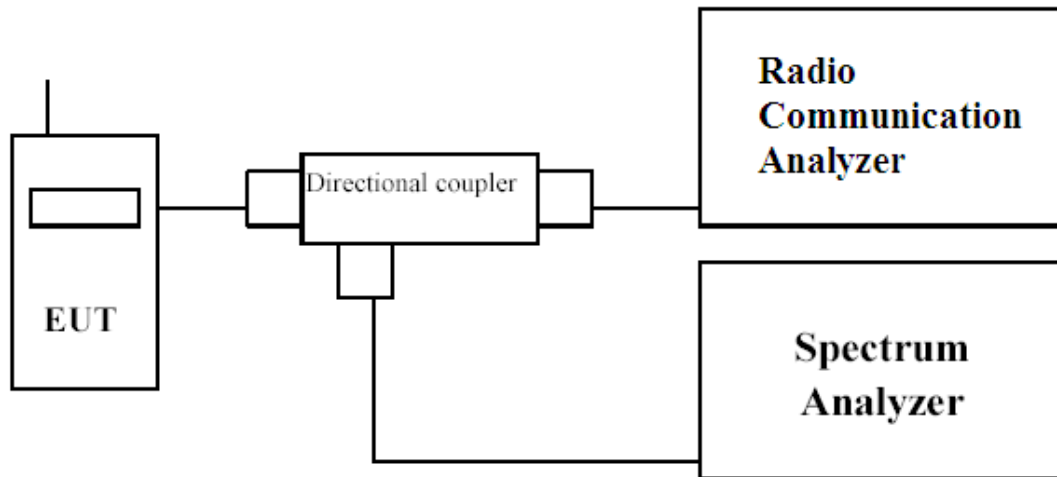 Radio
Communication
Analyzer
Directional coupler
EUT
Spectrum
Analyzer